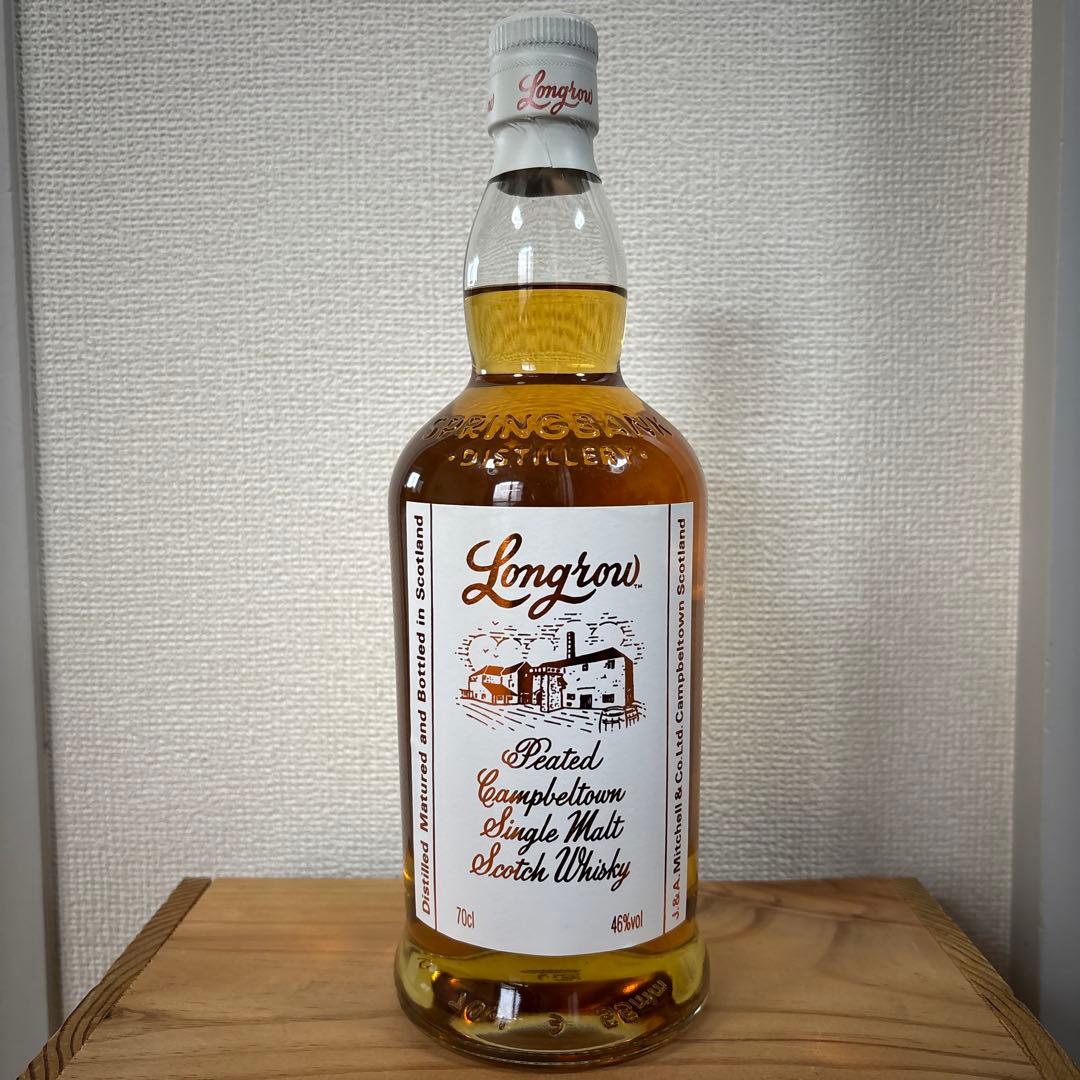 Longrow
SPRINGBANK
·DISTILLERY·
Distilled Matured and Bottled in Scotland
Longrow™
Peated
Campbeltown
Single Malt
Scotch Whisky
70cl
46%vol
J.&A.Mitchell & Co.Ltd. Campbeltown Scotland